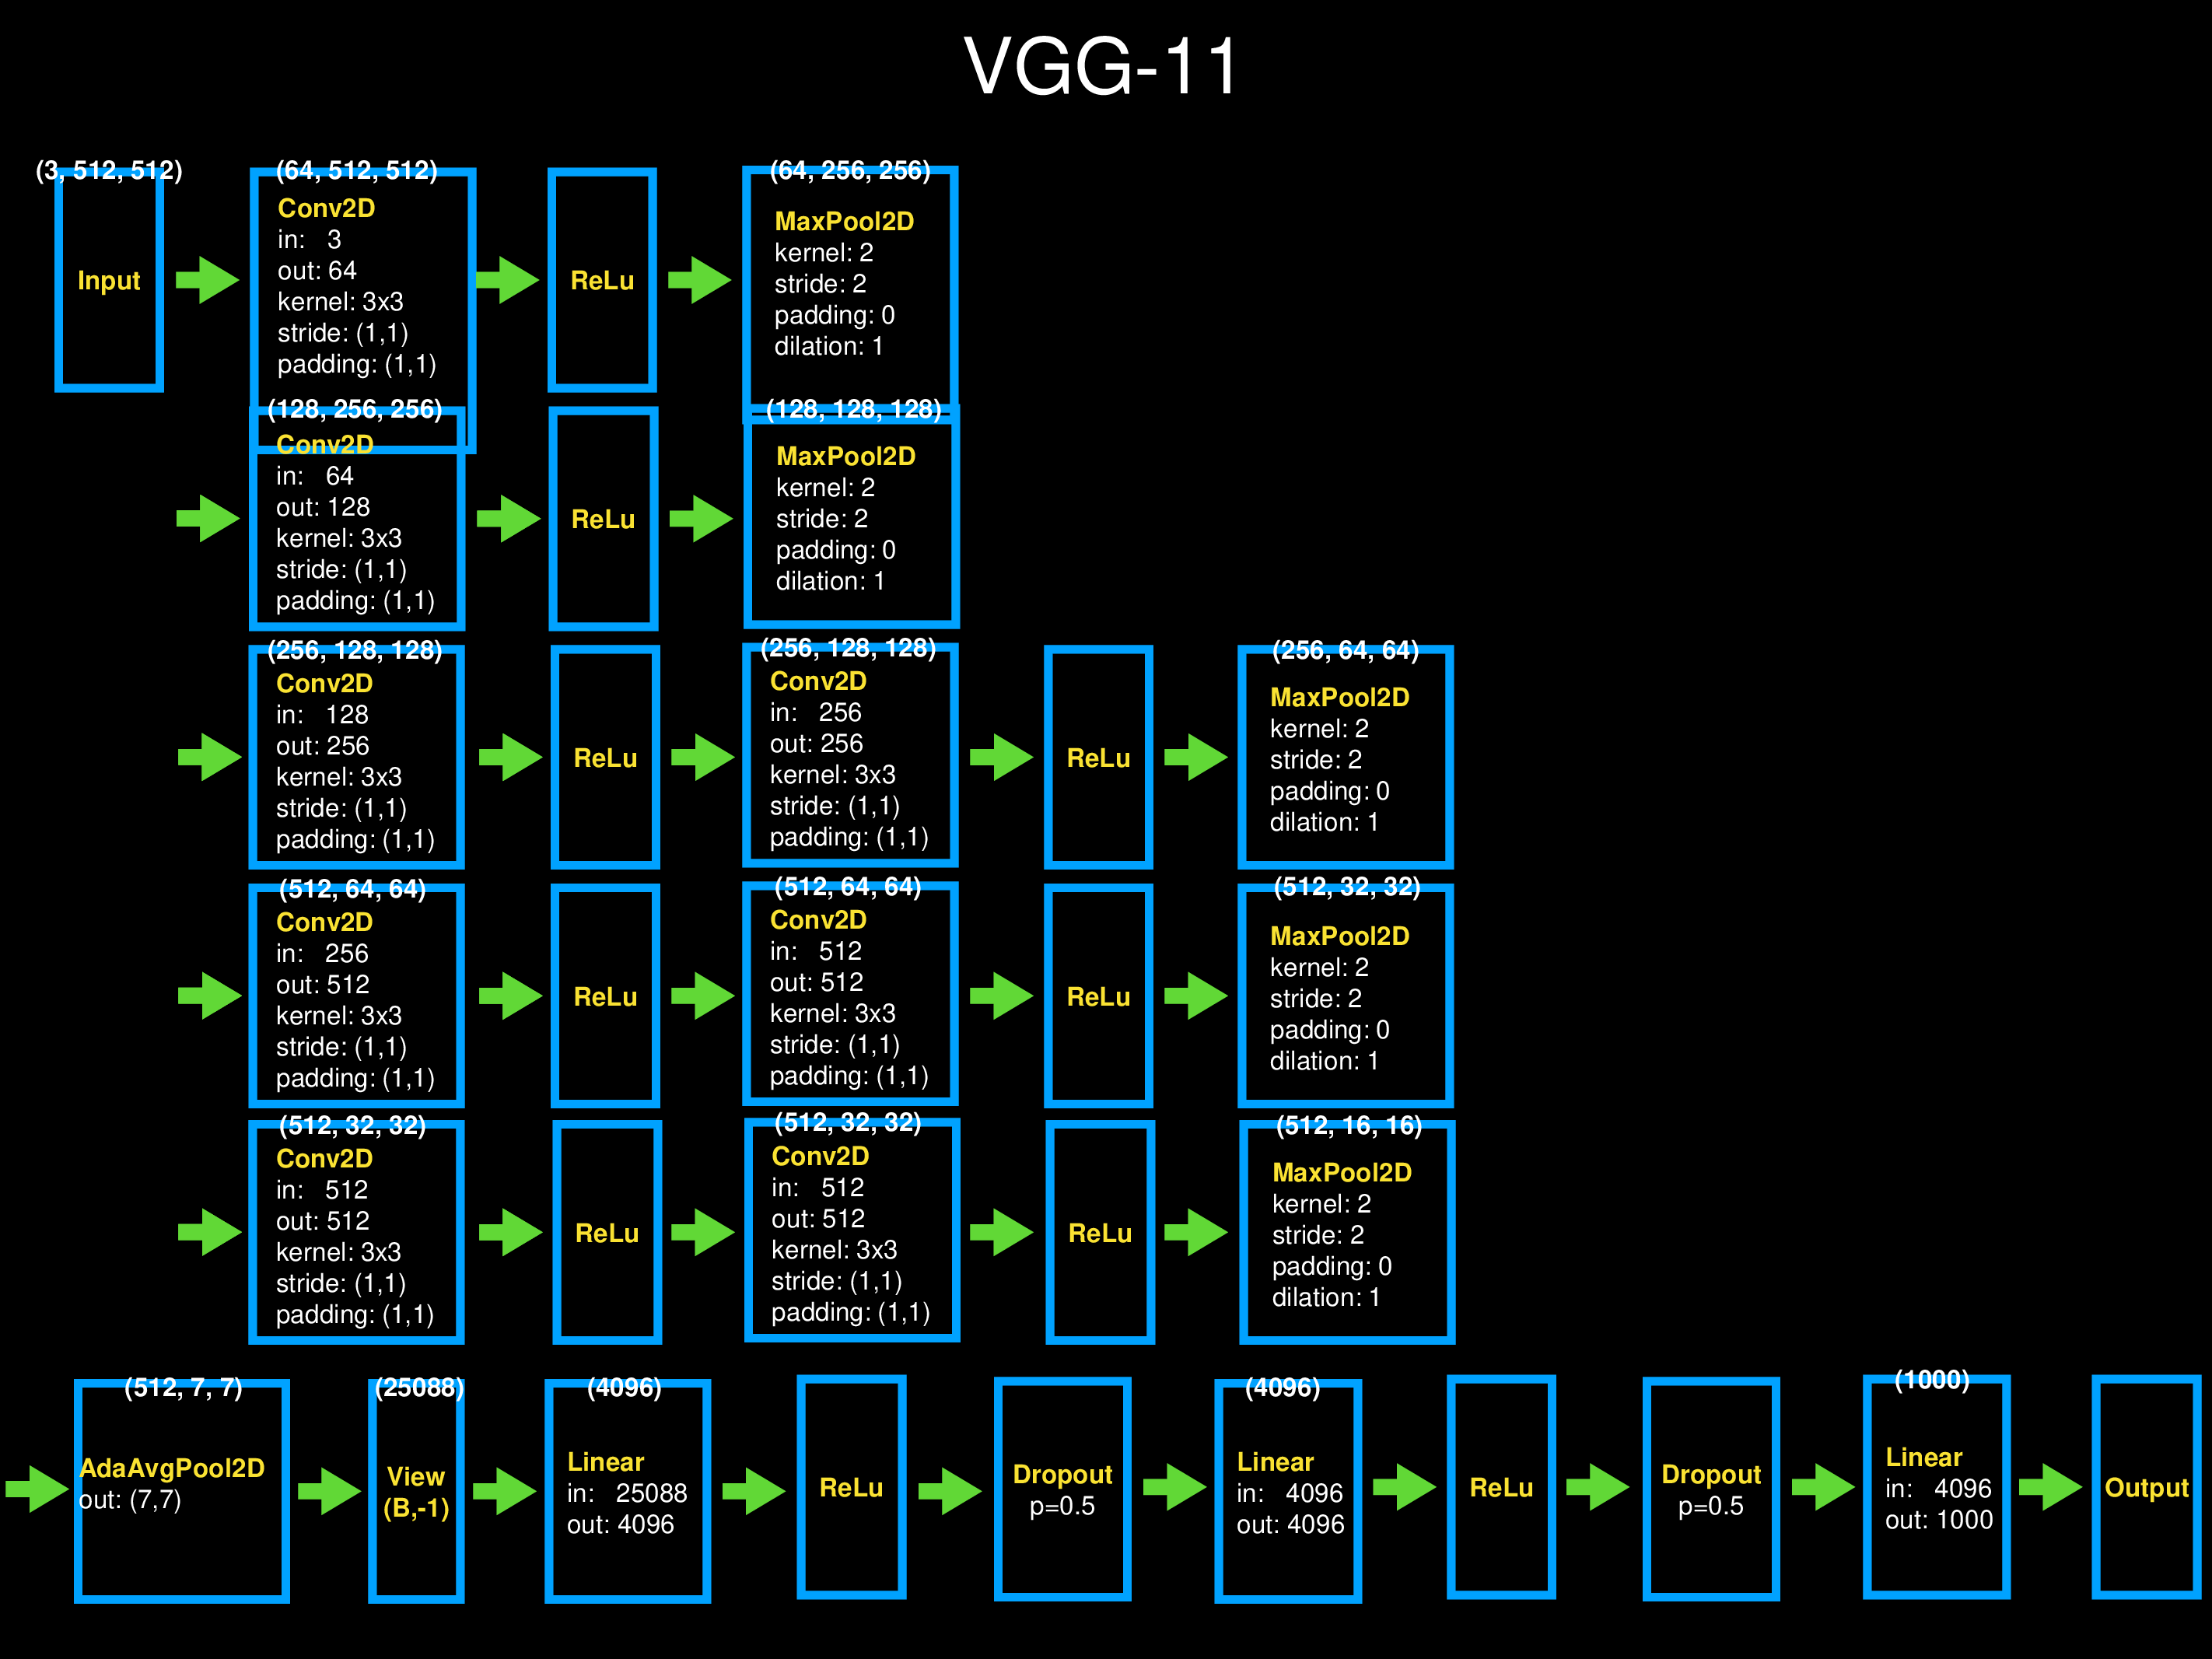 VGG-11
(3, 512, 512)
Input
(64, 512, 512)
Conv2D
in: 3
out: 64
kernel: 3x3
stride: (1,1)
padding: (1,1)
ReLu
(64, 256, 256)
MaxPool2D
kernel: 2
stride: 2
padding: 0
dilation: 1
(128, 256, 256)
Conv2D
in: 64
out: 128
kernel: 3x3
stride: (1,1)
padding: (1,1)
ReLu
(128, 128, 128)
MaxPool2D
kernel: 2
stride: 2
padding: 0
dilation: 1
(256, 128, 128)
Conv2D
in: 128
out: 256
kernel: 3x3
stride: (1,1)
padding: (1,1)
ReLu
(256, 128, 128)
Conv2D
in: 256
out: 256
kernel: 3x3
stride: (1,1)
padding: (1,1)
ReLu
(256, 64, 64)
MaxPool2D
kernel: 2
stride: 2
padding: 0
dilation: 1
(512, 64, 64)
Conv2D
in: 256
out: 512
kernel: 3x3
stride: (1,1)
padding: (1,1)
ReLu
(512, 64, 64)
Conv2D
in: 512
out: 512
kernel: 3x3
stride: (1,1)
padding: (1,1)
ReLu
(512, 32, 32)
MaxPool2D
kernel: 2
stride: 2
padding: 0
dilation: 1
(512, 32, 32)
Conv2D
in: 512
out: 512
kernel: 3x3
stride: (1,1)
padding: (1,1)
ReLu
(512, 32, 32)
Conv2D
in: 512
out: 512
kernel: 3x3
stride: (1,1)
padding: (1,1)
ReLu
(512, 16, 16)
MaxPool2D
kernel: 2
stride: 2
padding: 0
dilation: 1
(512, 7, 7)
AdaAvgPool2D
out: (7,7)
(25088)
View
(B,-1)
(4096)
Linear
in: 25088
out: 4096
ReLu
Dropout
p=0.5
(4096)
Linear
in: 4096
out: 4096
ReLu
Dropout
p=0.5
(1000)
Linear
in: 4096
out: 1000
Output